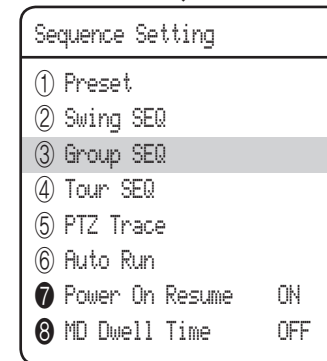 Sequence Setting
① Preset
② Swing SEQ
③ Group SEQ
④ Tour SEQ
⑤ PTZ Trace
⑥ Auto Run
❼ Power On Resume ON
❽ MD Dwell Time OFF